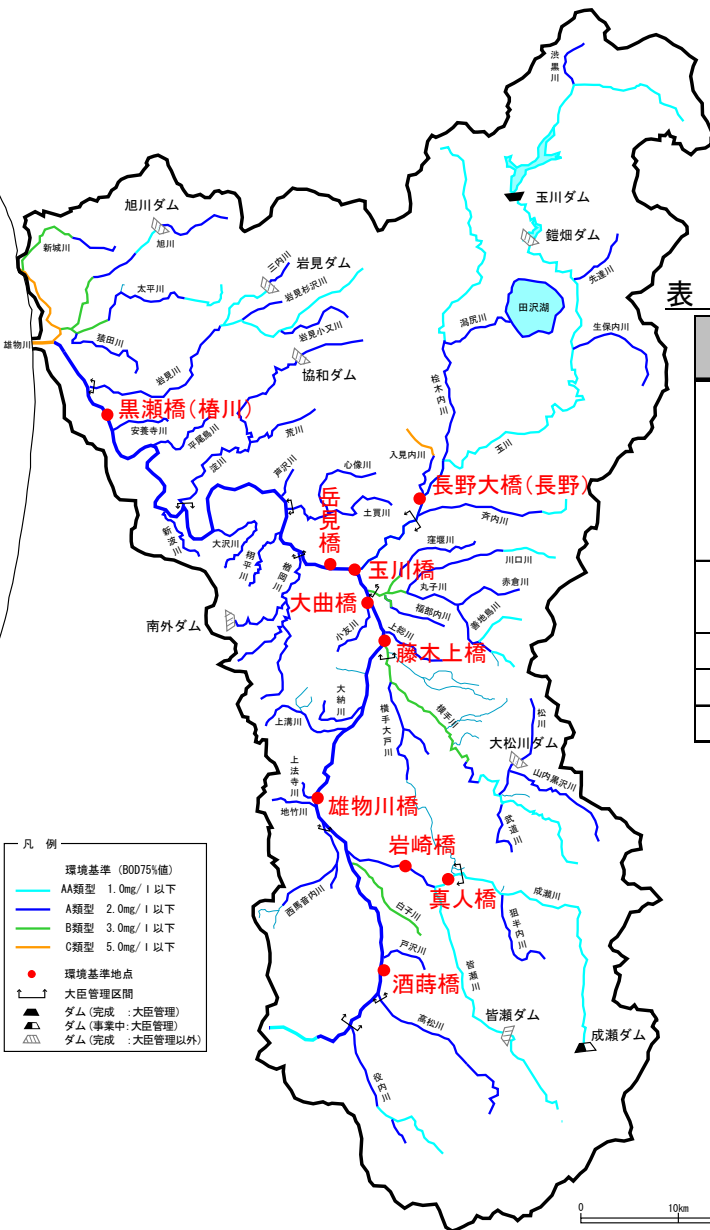 渋黒川
玉川ダム
旭川ダム
旭川
新城川
鎧畑ダム
三内川
岩見ダム
先達川
岩見杉沢川
太平川
表
田沢湖
潟尻川
岩見小又川
生保内川
雄物川
猿田川
協和ダム
岩見川
桧木内川
黒瀬橋(椿川)
安養寺川
平尾鳥川
荒川
玉川
入見内川
淀川
芦沢川
心像川
長野大橋(長野)
岳見橋
土買川
斉内川
新波川
大沢川
窪堀川
楢岡川
川口川
玉川橋
栩平川
丸子川
赤倉川
大曲橋
福部内川
善知鳥川
南外ダム
小友川
上総川
藤木上橋
大納川
松川
横手大戸川
横手川
上溝川
大松川ダム
上法寺川
山内黒沢川
地竹川
雄物川橋
武道川
凡 例
岩崎橋
環境基準 (BOD75%値)
真人橋
AA類型 1.0mg/l以下
成瀬川
A類型 2.0mg/l以下
西馬音内川
狙半内川
B類型 3.0mg/l以下
白子川
C類型 5.0mg/l以下
戸沢川
皆瀬川
環境基準地点
酒蒔橋
大臣管理区間
ダム(完成 :大臣管理)
皆瀬ダム
ダム(事業中:大臣管理)
高松川
成瀬ダム
ダム(完成 :大臣管理以外)
役内川
0 10km